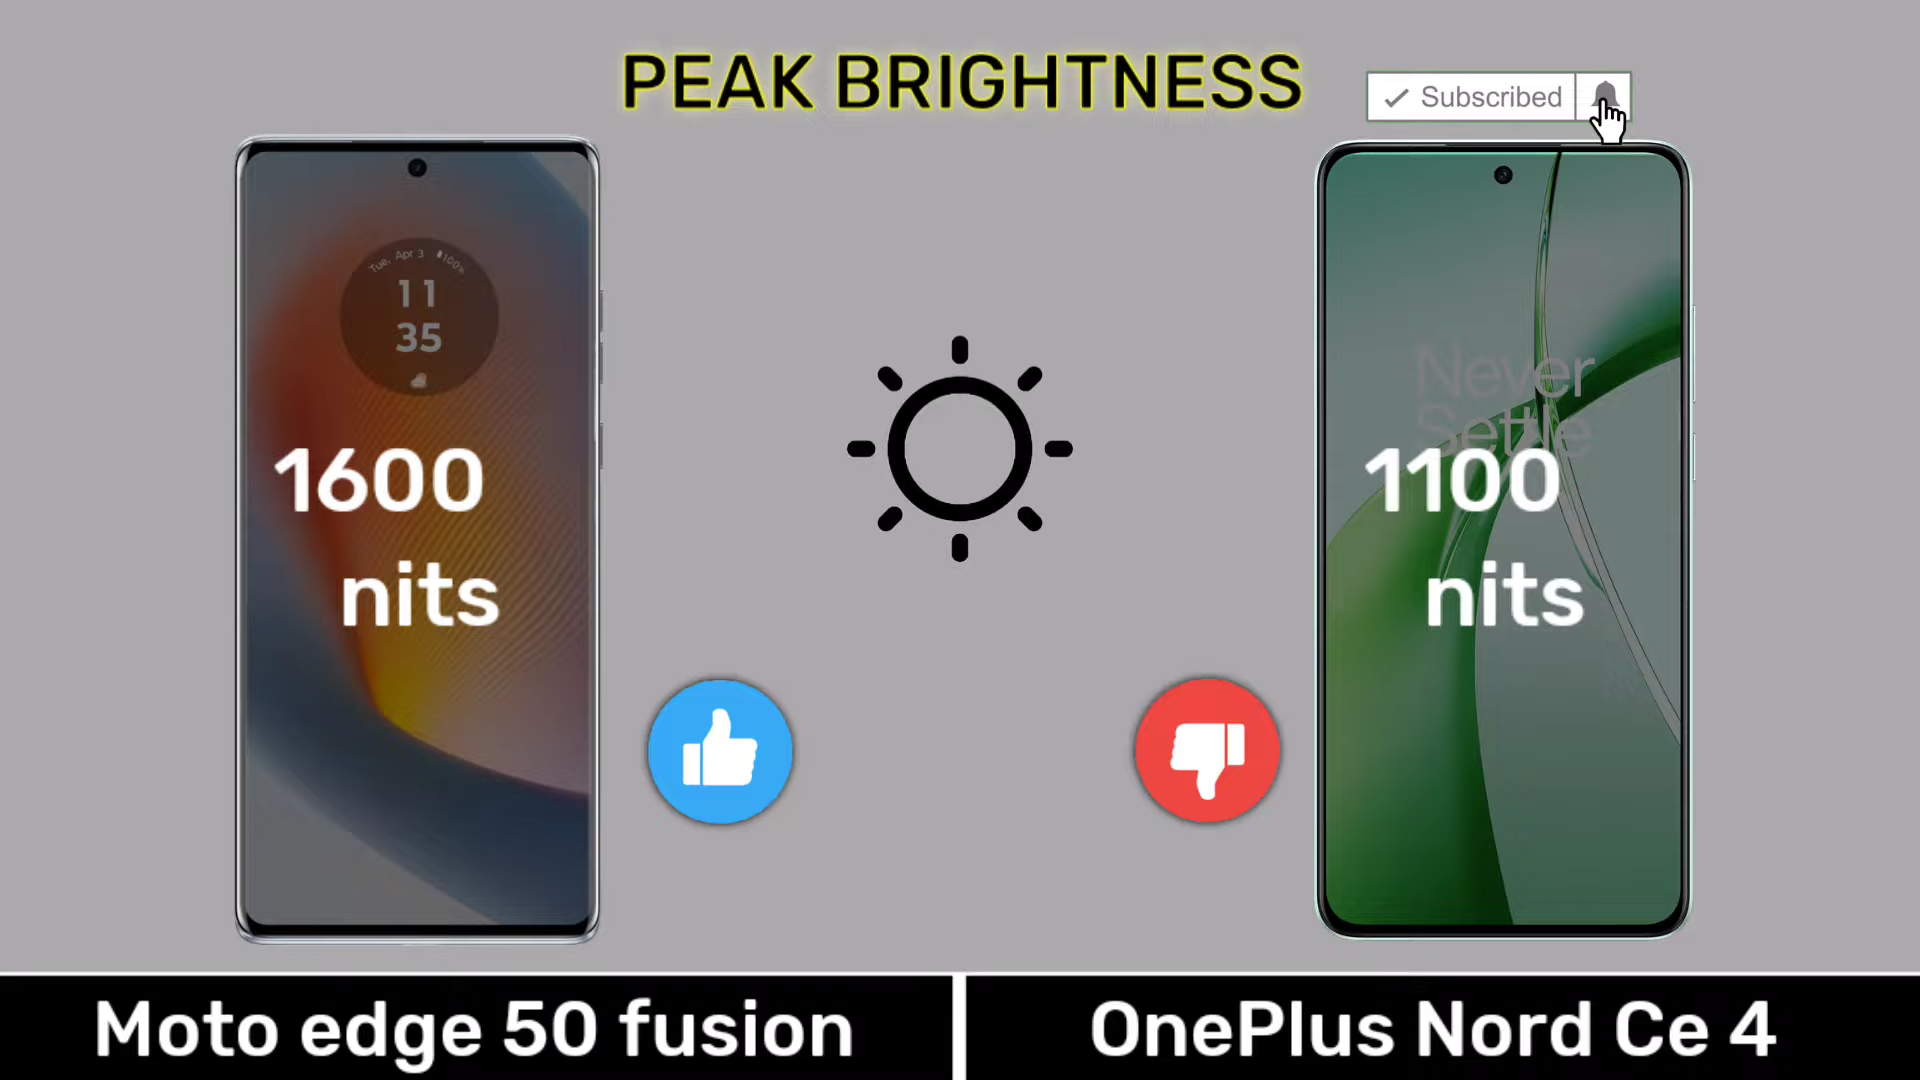 PEAK BRIGHTNESS
Subscribed
Tue, Apr 3 100%
11
35
1600
nits
Never
Settle
1100
nits
Moto edge 50 fusion
OnePlus Nord Ce 4